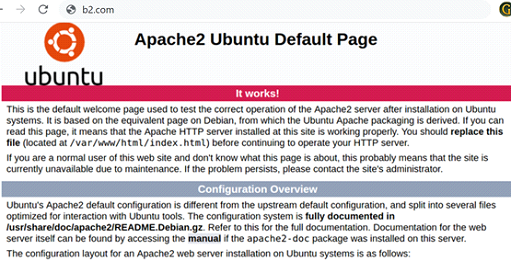 b2.com
G
Apache2 Ubuntu Default Page
ubuntu
It works!
This is the default welcome page used to test the correct operation of the Apache2 server after installation on Ubuntu
systems. It is based on the equivalent page on Debian, from which the Ubuntu Apache packaging is derived. If you can
read this page, it means that the Apache HTTP server installed at this site is working properly. You should replace this
file (located at /var/www/html/index.html) before continuing to operate your HTTP server.
If you are a normal user of this web site and don't know what this page is about, this probably means that the site is
currently unavailable due to maintenance. If the problem persists, please contact the site's administrator.
Configuration Overview
Ubuntu's Apache2 default configuration is different from the upstream default configuration, and split into several files
optimized for interaction with Ubuntu tools. The configuration system is fully documented in
/usr/share/doc/apache2/README.Debian.gz. Refer to this for the full documentation. Documentation for the web
server itself can be found by accessing the manual if the apache2-doc package was installed on this server.
The configuration layout for an Apache2 web server installation on Ubuntu systems is as follows: